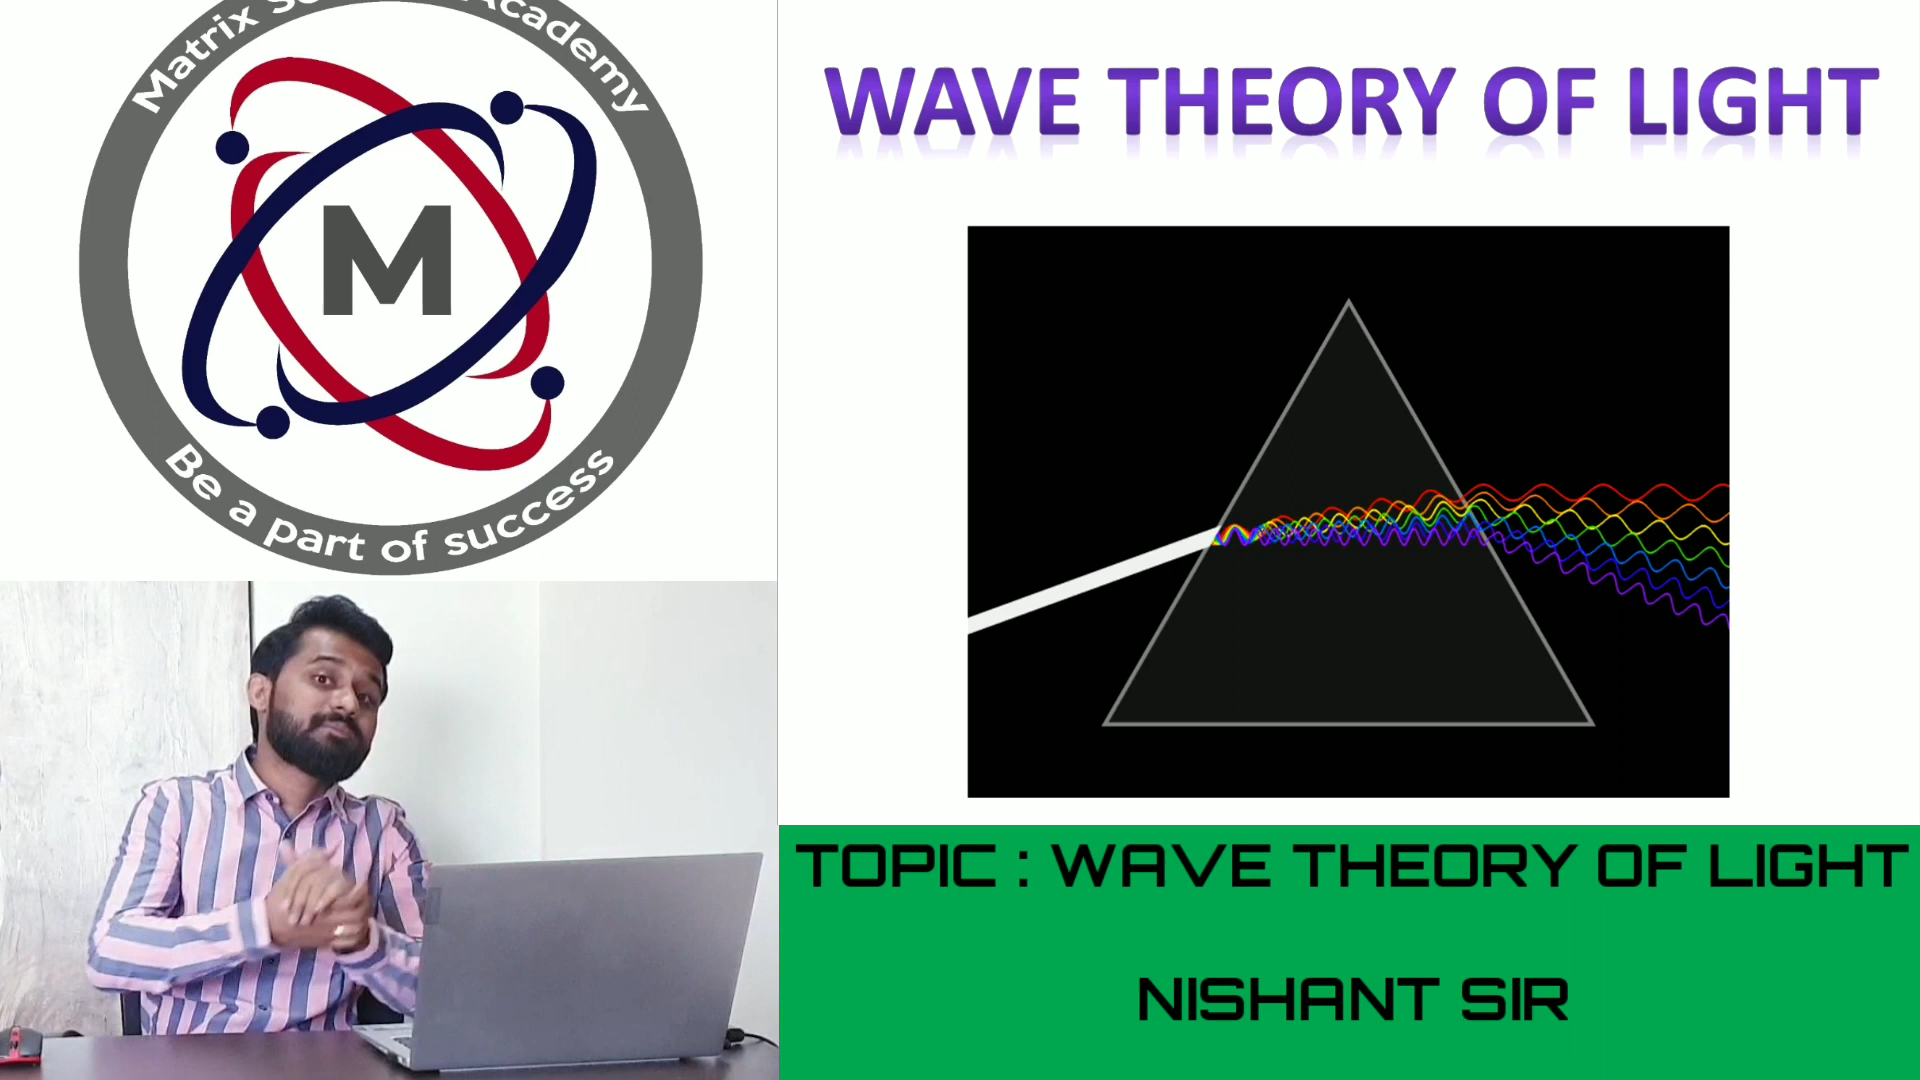 Matrix Academy
M
Be a part of success
WAVE THEORY OF LIGHT
TOPIC : WAVE THEORY OF LIGHT
NISHANT SIR